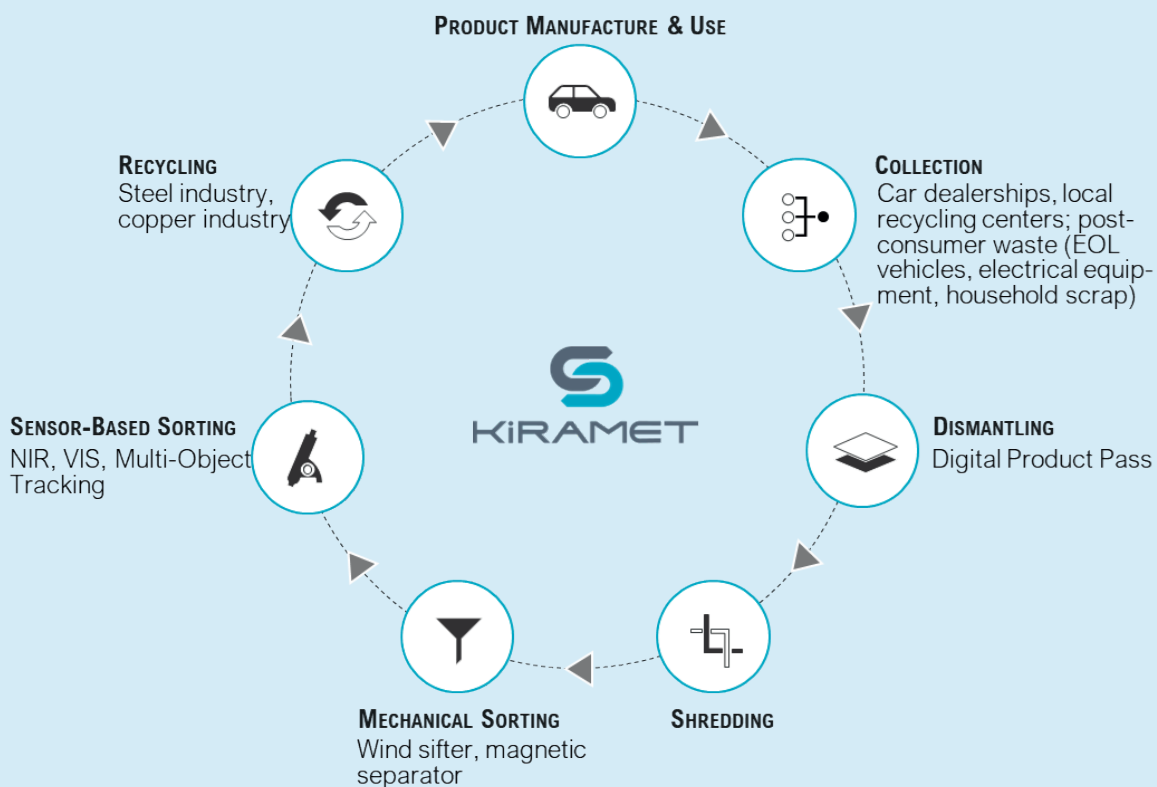 PRODUCT MANUFACTURE & USE
RECYCLING
Steel industry,
copper industry
COLLECTION
Car dealerships, local
recycling centers; post-
consumer waste (EOL
vehicles, electrical equip-
ment, household scrap)
SENSOR-BASED SORTING
NIR, VIS, Multi-Object
Tracking
KiRAMET
DISMANTLING
Digital Product Pass
MECHANICAL SORTING
Wind sifter, magnetic
separator
SHREDDING